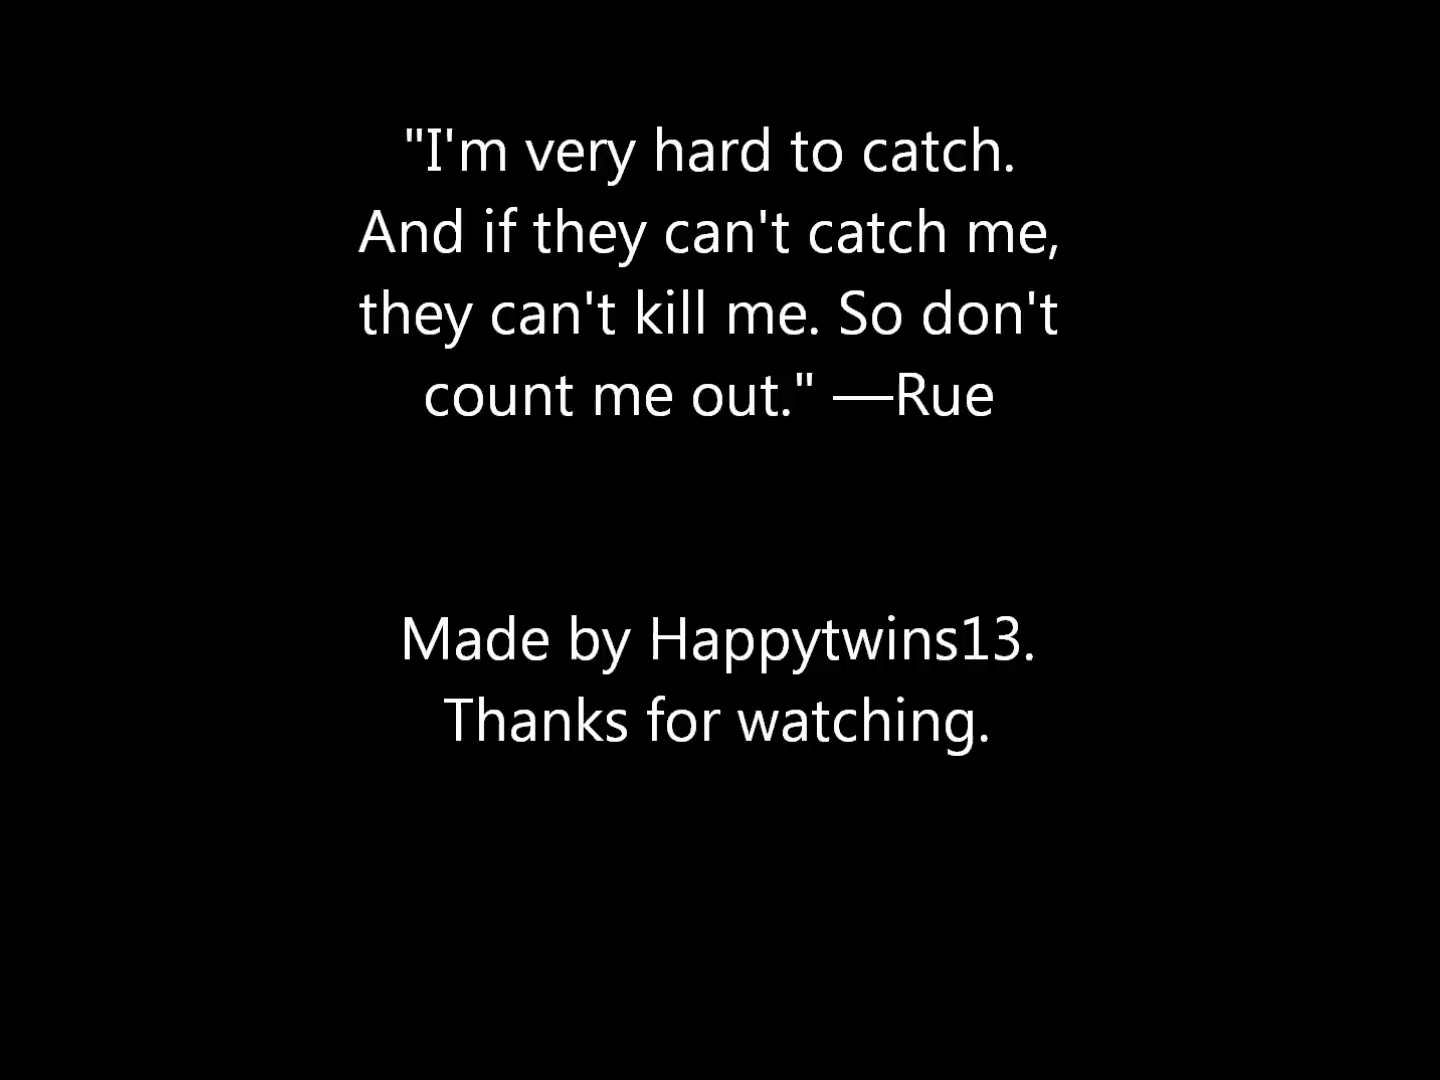 "I'm very hard to catch.
And if they can't catch me,
they can't kill me. So don't
count me out." —Rue
Made by Happytwins13.
Thanks for watching.